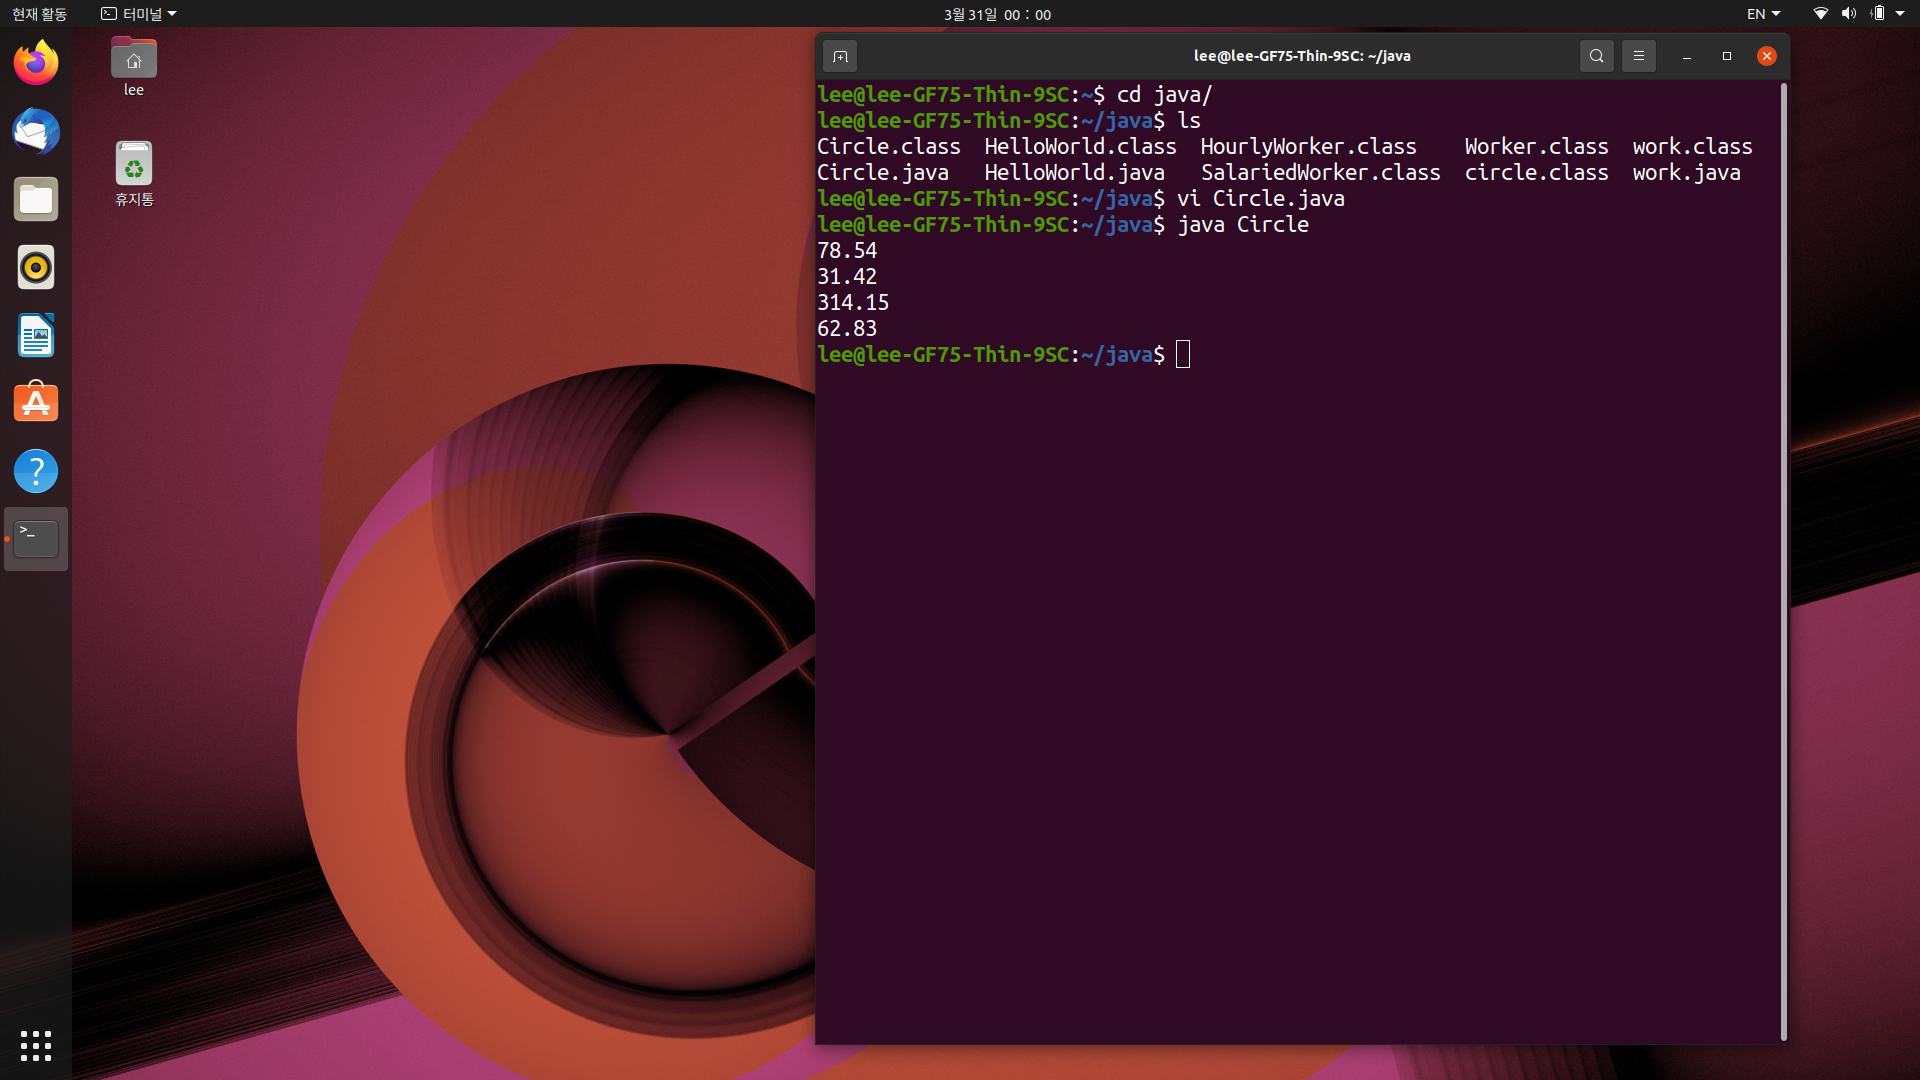 현재 활동 터미널 3월 31일 00 : 00 EN
lee
휴지통
lee@lee-GF75-Thin-9SC: ~/java
lee@lee-GF75-Thin-9SC:~$ cd java/
lee@lee-GF75-Thin-9SC:~/java$ ls
Circle.class HelloWorld.class HourlyWorker.class Worker.class work.class
Circle.java HelloWorld.java SalariedWorker.class circle.class work.java
lee@lee-GF75-Thin-9SC:~/java$ vi Circle.java
lee@lee-GF75-Thin-9SC:~/java$ java Circle
78.54
31.42
314.15
62.83
lee@lee-GF75-Thin-9SC:~/java$